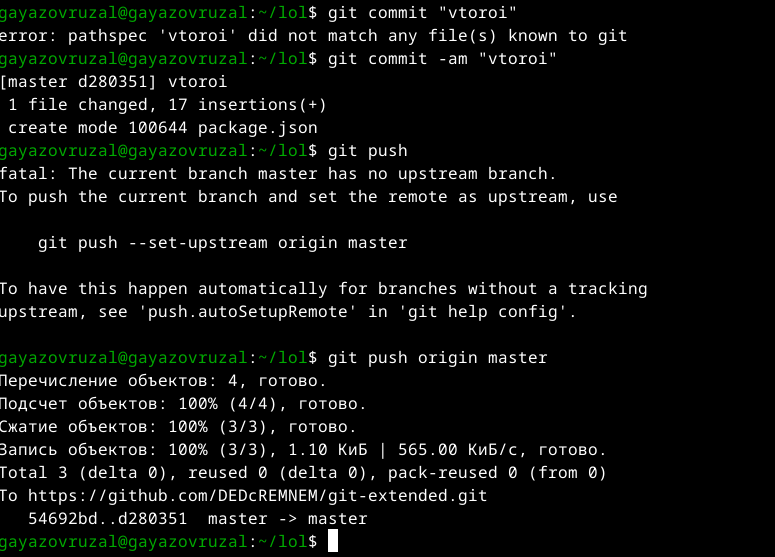 gayazovruzal@gayazovruzal:~/lol$ git commit "vtoroi"
error: pathspec 'vtoroi' did not match any file(s) known to git
gayazovruzal@gayazovruzal:~/lol$ git commit -am "vtoroi"
[master d280351] vtoroi
 1 file changed, 17 insertions(+)
 create mode 100644 package.json
gayazovruzal@gayazovruzal:~/lol$ git push
fatal: The current branch master has no upstream branch.
To push the current branch and set the remote as upstream, use
    git push --set-upstream origin master
To have this happen automatically for branches without a tracking
upstream, see 'push.autoSetupRemote' in 'git help config'.
gayazovruzal@gayazovruzal:~/lol$ git push origin master
Перечисление объектов: 4, готово.
Подсчет объектов: 100% (4/4), готово.
Сжатие объектов: 100% (3/3), готово.
Запись объектов: 100% (3/3), 1.10 КиБ | 565.00 КиБ/с, готово.
Total 3 (delta 0), reused 0 (delta 0), pack-reused 0 (from 0)
To https://github.com/DEDcREMNEM/git-extended.git
   54692bd..d280351  master -> master
gayazovruzal@gayazovruzal:~/lol$